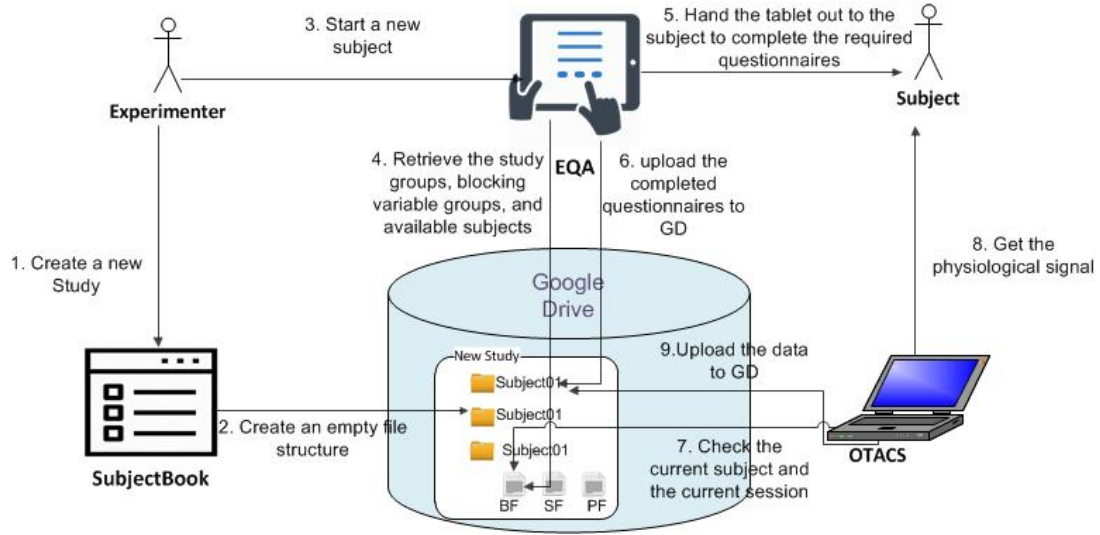 3. Start a new
subject
5. Hand the tablet out to the
subject to complete the required
questionnaires
Experimenter
Subject
EQA
4. Retrieve the study
groups, blocking
variable groups, and
available subjects
6. upload the
completed
questionnaires to
GD
1. Create a new
Study
8. Get the
physiological signal
Google
Drive
New Study
Subject01
Subject01
Subject01
BF SF PF
9.Upload the data
to GD
2. Create an empty file
structure
SubjectBook
7. Check the
current subject and
the current session
OTACS